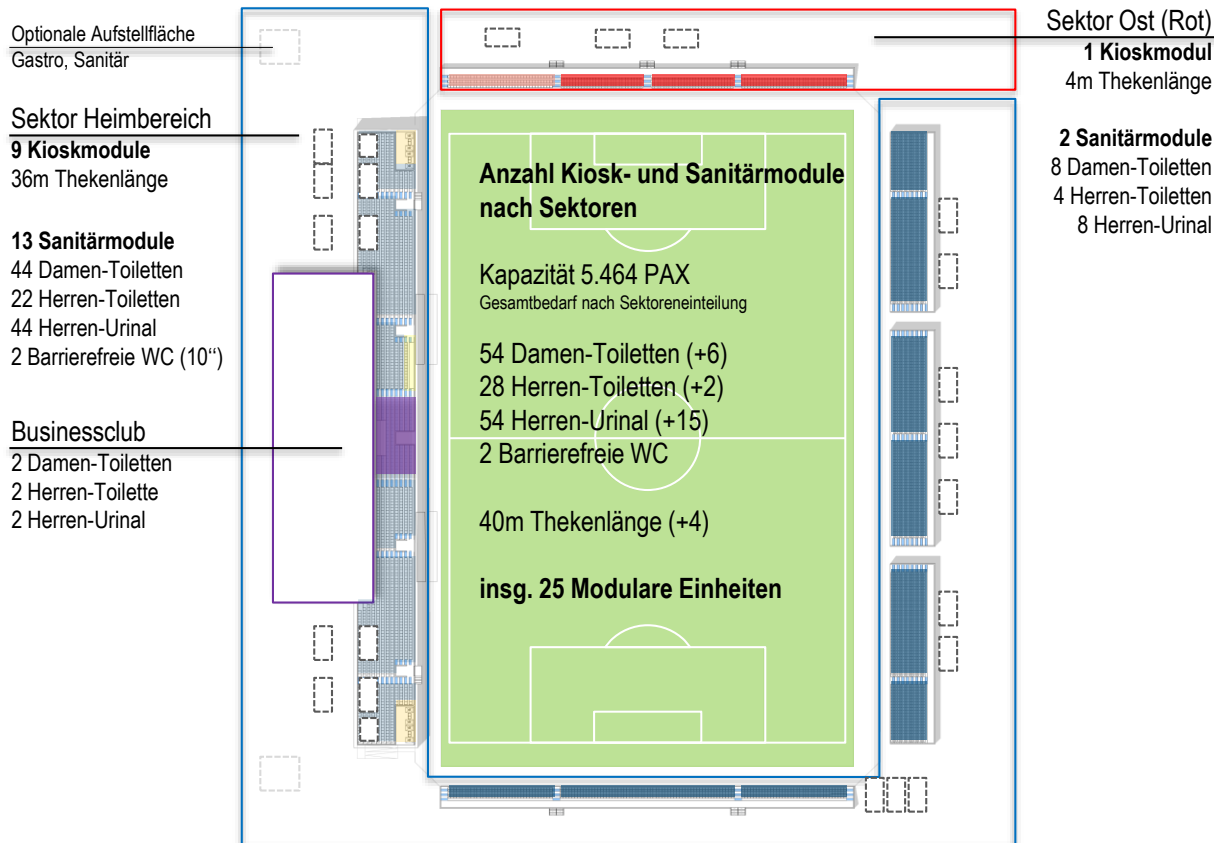 Optionale Aufstellfläche
Gastro, Sanitär
Sektor Heimbereich
9 Kioskmodule
36m Thekenlänge
13 Sanitärmodule
44 Damen-Toiletten
22 Herren-Toiletten
44 Herren-Urinal
2 Barrierefreie WC (10“)
Businessclub
2 Damen-Toiletten
2 Herren-Toilette
2 Herren-Urinal
Anzahl Kiosk- und Sanitärmodule
nach Sektoren
Kapazität 5.464 PAX
Gesamtbedarf nach Sektoreneinteilung
54 Damen-Toiletten (+6)
28 Herren-Toiletten (+2)
54 Herren-Urinal (+15)
2 Barrierefreie WC
40m Thekenlänge (+4)
insg. 25 Modulare Einheiten
Sektor Ost (Rot)
1 Kioskmodul
4m Thekenlänge
2 Sanitärmodule
8 Damen-Toiletten
4 Herren-Toiletten
8 Herren-Urinal